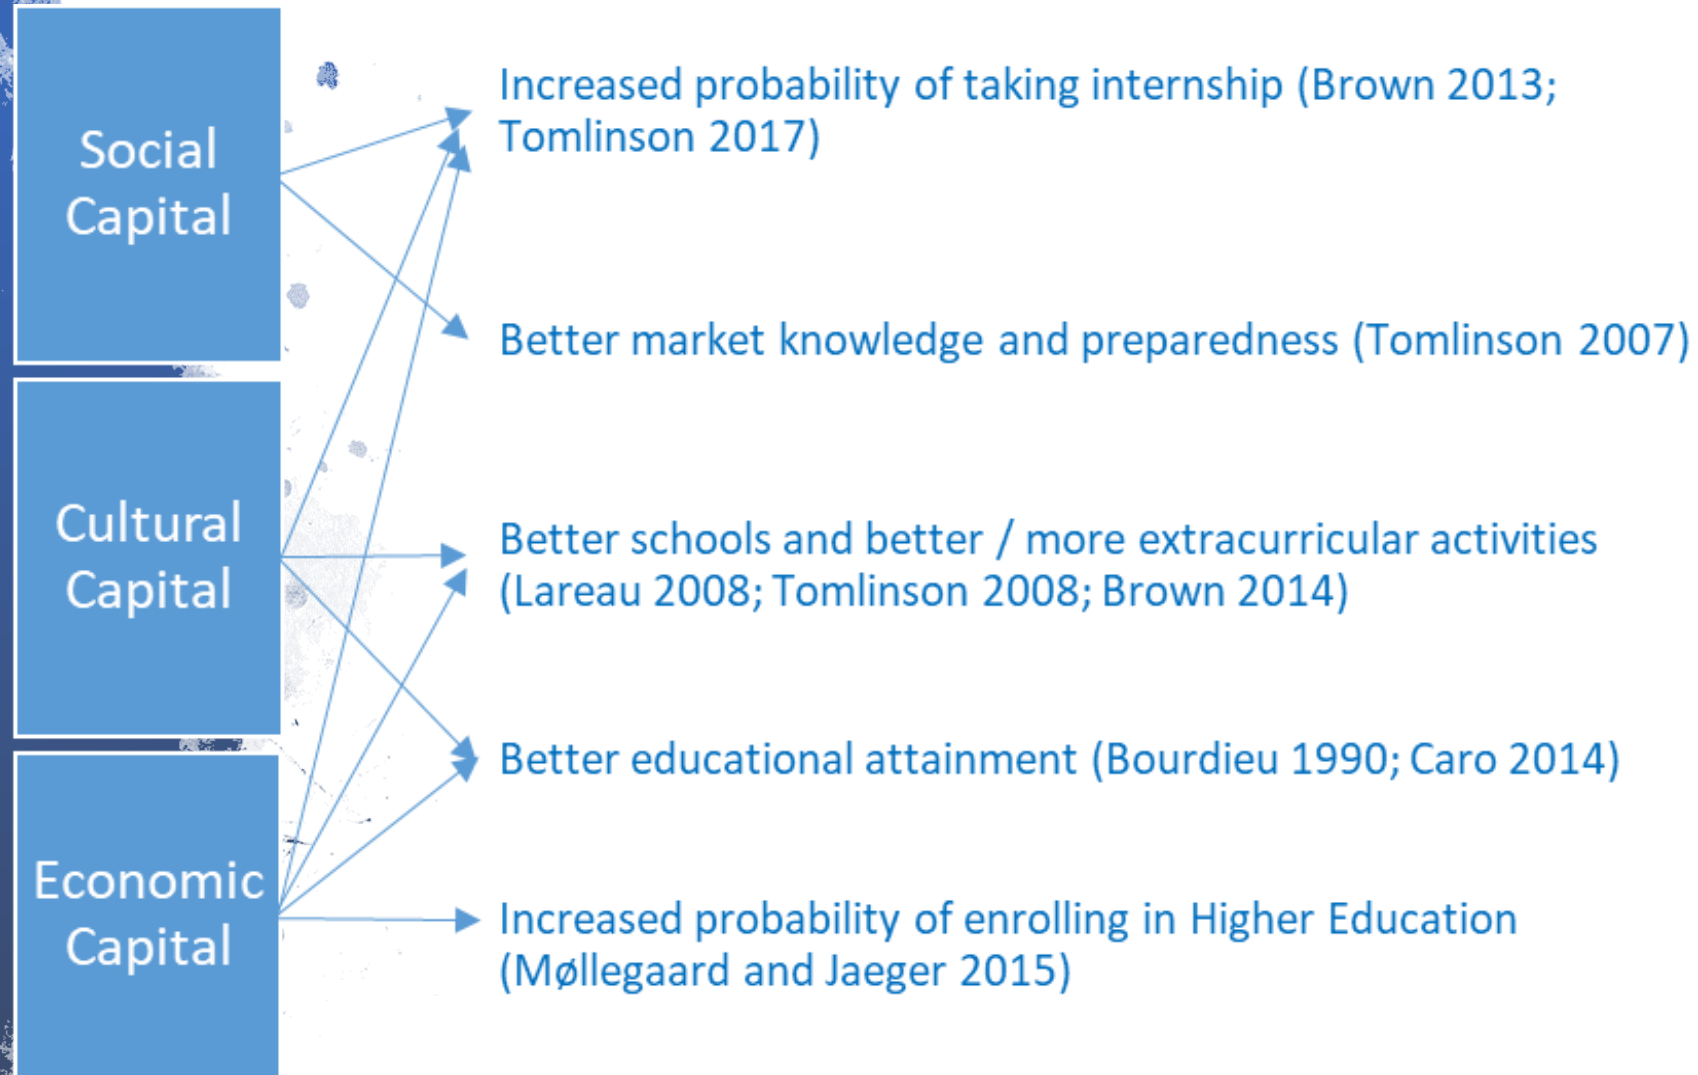 Social
Capital
Increased probability of taking internship (Brown 2013;
Tomlinson 2017)
Better market knowledge and preparedness (Tomlinson 2007)
Cultural
Capital
Better schools and better / more extracurricular activities
(Lareau 2008; Tomlinson 2008; Brown 2014)
Better educational attainment (Bourdieu 1990; Caro 2014)
Economic
Capital
Increased probability of enrolling in Higher Education
(Møllegaard and Jaeger 2015)